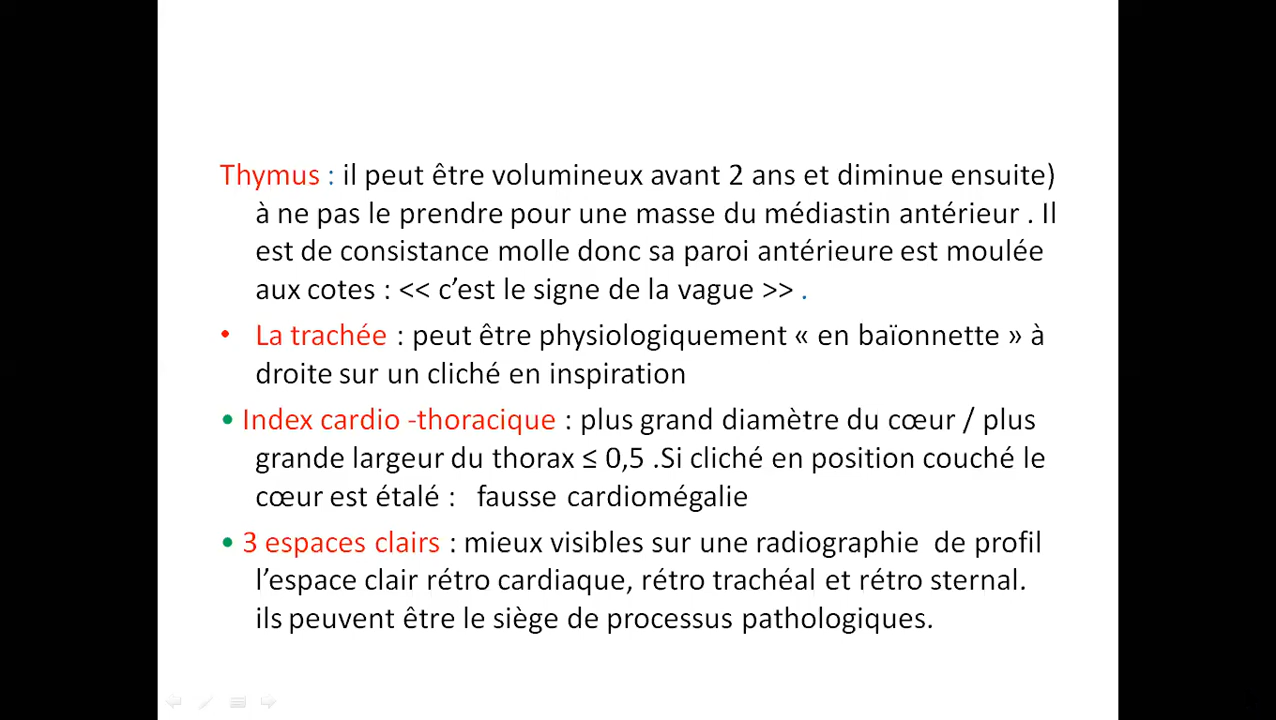 Thymus : il peut être volumineux avant 2 ans et diminue ensuite)
à ne pas le prendre pour une masse du médiastin antérieur . Il
est de consistance molle donc sa paroi antérieure est moulée
aux cotes : << c’est le signe de la vague >> .
• La trachée : peut être physiologiquement « en baïonnette » à
droite sur un cliché en inspiration
• Index cardio -thoracique : plus grand diamètre du cœur / plus
grande largeur du thorax ≤ 0,5 .Si cliché en position couché le
cœur est étalé : fausse cardiomégalie
• 3 espaces clairs : mieux visibles sur une radiographie de profil
l’espace clair rétro cardiaque, rétro trachéal et rétro sternal.
ils peuvent être le siège de processus pathologiques.